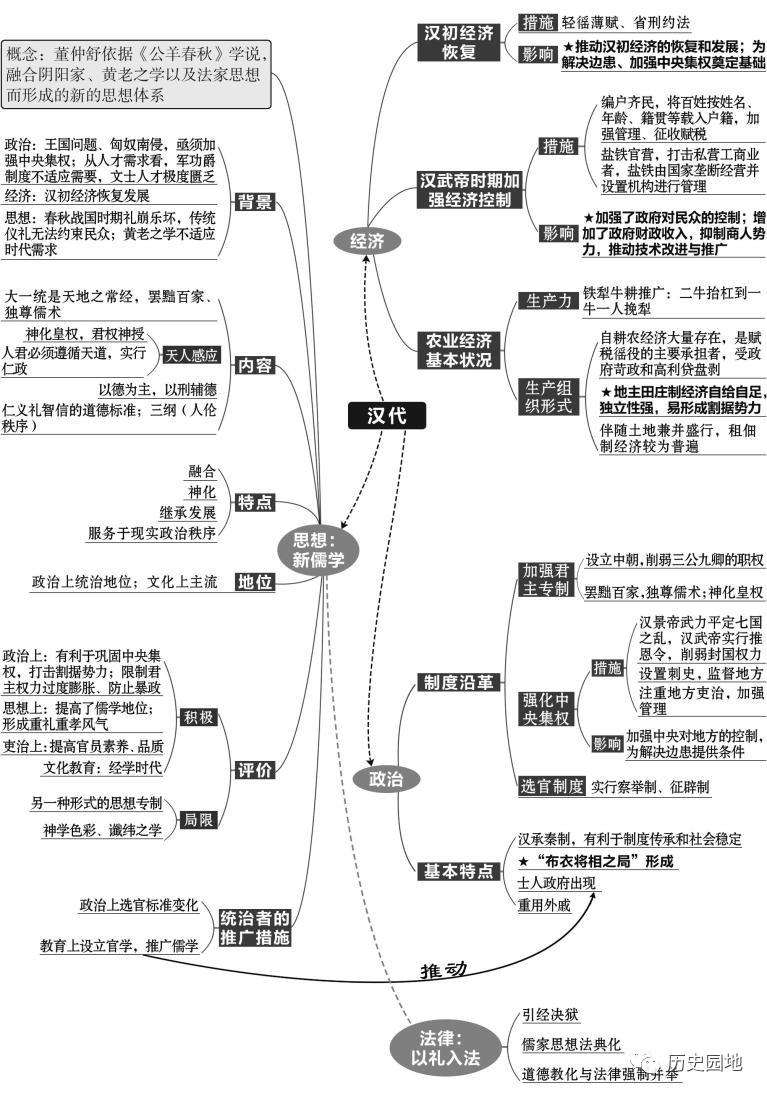 概念：董仲舒依据《公羊春秋》学说，
融合阴阳家、黄老之学以及法家思想
而形成的新的思想体系
政治：王国问题、匈奴南侵，亟须加
强中央集权；从人才需求看，军功爵
制度不适应需要，文士人才极度匮乏
经济：汉初经济恢复发展
思想：春秋战国时期礼崩乐坏，传统
仪礼无法约束民众；黄老之学不适应
时代需求
背景
大一统是天地之常经，罢黜百家、
独尊儒术
神化皇权，君权神授
人君必须遵循天道，实行
仁政
天人感应
以德为主，以刑辅德
仁义礼智信的道德标准；三纲（人伦
秩序）
内容
融合
神化
继承发展
服务于现实政治秩序
特点
政治上统治地位；文化上主流
地位
思想：
新儒学
政治上：有利于巩固中央集
权，打击割据势力；限制君
主权力过度膨胀、防止暴政
思想上：提高了儒学地位；
形成重礼重孝风气
吏治上：提高官员素养、品质
文化教育：经学时代
积极
另一种形式的思想专制
神学色彩、谶纬之学
局限
评价
政治上选官标准变化
教育上设立官学，推广儒学
统治者的
推广措施
推动
汉代
经济
汉初经济
恢复
措施
轻徭薄赋、省刑约法
影响
★推动汉初经济的恢复和发展；为
解决边患、加强中央集权奠定基础
汉武帝时期加
强经济控制
措施
编户齐民，将百姓按姓名、
年龄、籍贯等载入户籍，加
强管理、征收赋税
盐铁官营，打击私营工商业
者，盐铁由国家垄断经营并
设置机构进行管理
影响
★加强了政府对民众的控制；增
加了政府财政收入，抑制商人势
力，推动技术改进与推广
农业经济
基本状况
生产力
铁犁牛耕推广：二牛抬杠到一
牛一人挽犁
生产组
织形式
自耕农经济大量存在，是赋
税徭役的主要承担者，受政
府苛政和高利贷盘剥
★地主田庄制经济自给自足，
独立性强，易形成割据势力
伴随土地兼并盛行，租佃
制经济较为普遍
政治
制度沿革
加强君
主专制
设立中朝，削弱三公九卿的职权
罢黜百家，独尊儒术；神化皇权
强化中
央集权
措施
汉景帝武力平定七国
之乱，汉武帝实行推
恩令，削弱封国权力
设置刺史，监督地方
注重地方吏治，加强
管理
影响
加强中央对地方的控制，
为解决边患提供条件
选官制度
实行察举制、征辟制
基本特点
汉承秦制，有利于制度传承和社会稳定
★“布衣将相之局”形成
士人政府出现
重用外戚
法律：
以礼入法
引经决狱
儒家思想法典化
道德教化与法律强制并举
历史园地